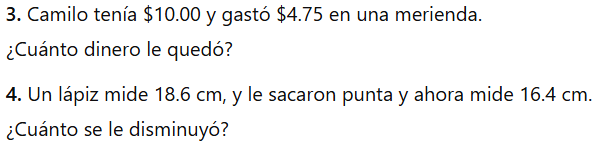 3. Camilo tenía $10.00 y gastó $4.75 en una merienda.
¿Cuánto dinero le quedó?
4. Un lápiz mide 18.6 cm, y le sacaron punta y ahora mide 16.4 cm.
¿Cuánto se le disminuyó?